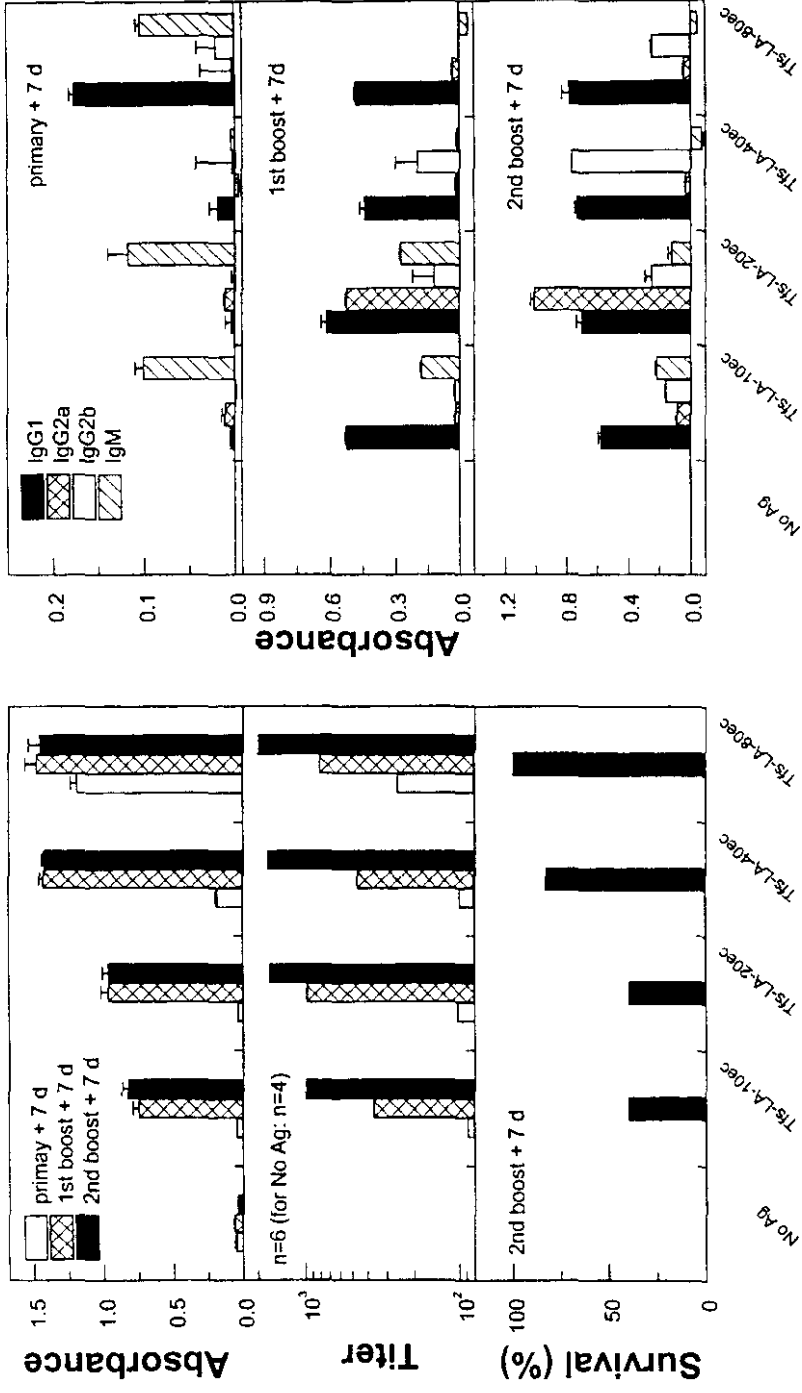 Absorbance
1.5
1.0
0.5
0.0
primay + 7 d
1st boost + 7 d
2nd boost + 7 d
Titer
10³
10²
n=6 (for No Ag: n=4)
Survival (%)
100
50
0
2nd boost + 7 d
No Ag
Tfs-LA-10ec
Tfs-LA-20ec
Tfs-LA-40ec
Tfs-LA-80ec
Absorbance
0.2
0.1
0.0
IgG1
IgG2a
IgG2b
IgM
primary + 7 d
0.9
0.6
0.3
0.0
1st boost + 7d
1.2
0.8
0.4
0.0
2nd boost + 7 d
No Ag
Tfs-LA-10ec
Tfs-LA-20ec
Tfs-LA-40ec
Tfs-LA-80ec